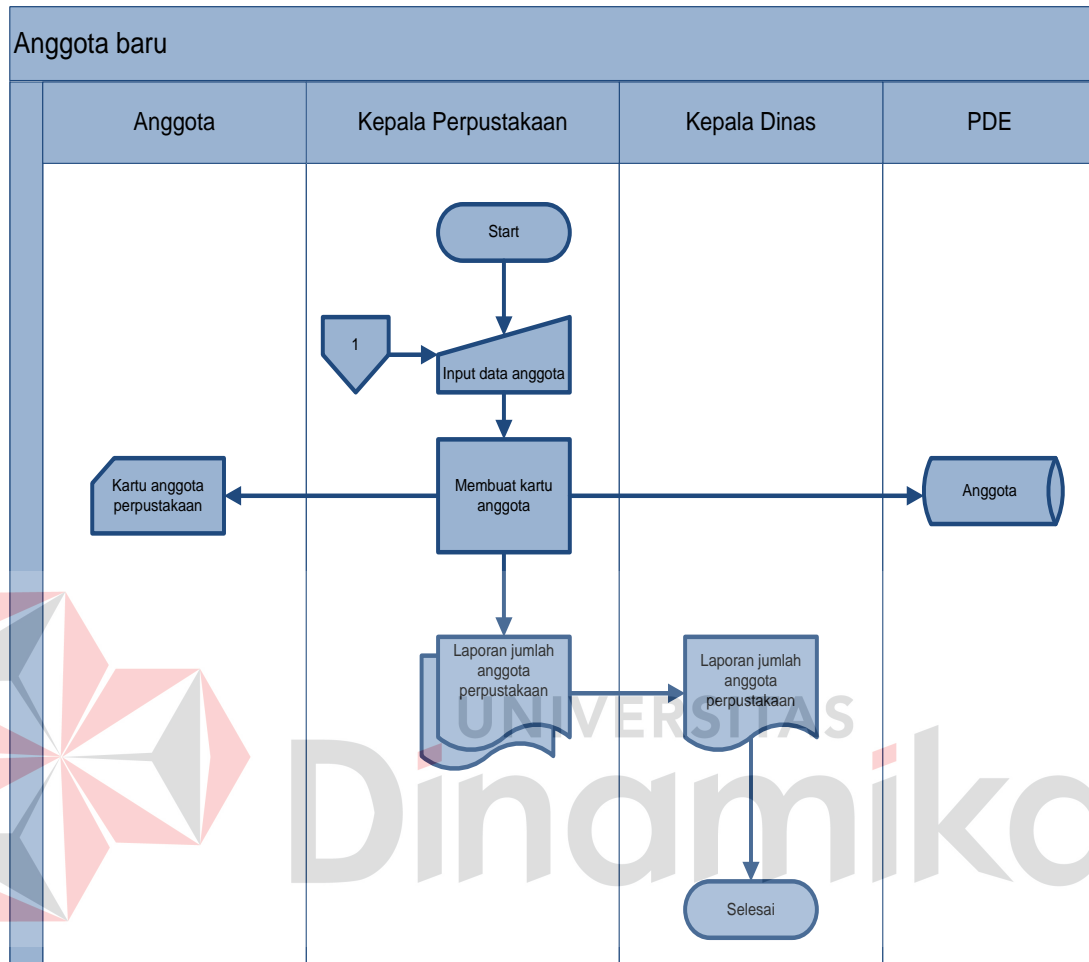 Anggota baru
Anggota
Kepala Perpustakaan
Kepala Dinas
PDE
Start
1
Input data anggota
Kartu anggota
perpustakaan
Membuat kartu
anggota
Anggota
Laporan jumlah
anggota
perpustakaan
Laporan jumlah
anggota
perpustakaan
UNIVERSITAS
Dinamika
Selesai